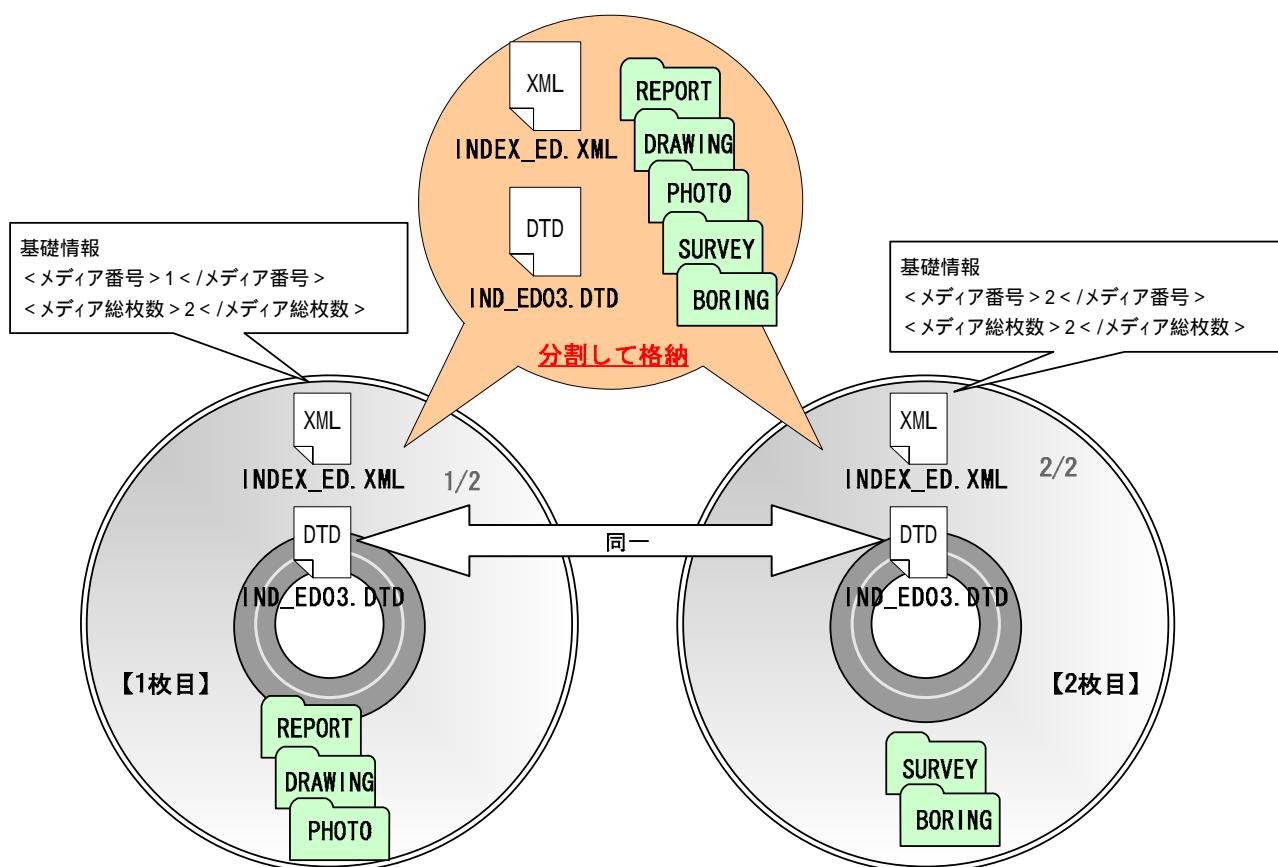 XML
INDEX_ED.XML
DTD
IND_ED03.DTD
REPORT
DRAWING
PHOTO
SURVEY
BORING
分割して格納
基礎情報
<メディア番号>1</メディア番号>
<メディア総枚数>2</メディア総枚数>
基礎情報
<メディア番号>2</メディア番号>
<メディア総枚数>2</メディア総枚数>
XML
INDEX_ED.XML
1/2
DTD
IND_ED03.DTD
【1枚目】
REPORT
DRAWING
PHOTO
同一
XML
INDEX_ED.XML
2/2
DTD
IND_ED03.DTD
【2枚目】
SURVEY
BORING